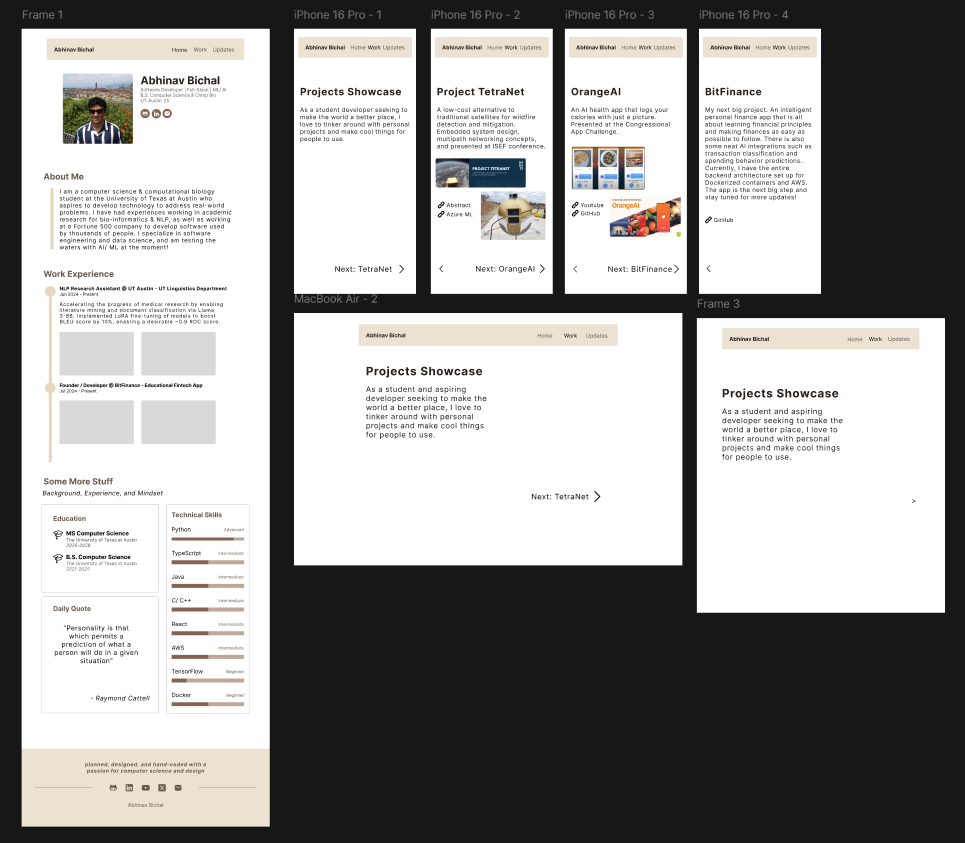 Frame 1
Abhinav Bichal
Home Work Updates
Abhinav Bichal
Software Developer | Full-Stack | ML/ AI
B.S. Computer Science & Comp Bio
UT Austin '25
About Me
I am a computer science & computational biology
student at the University of Texas at Austin who
aspires to develop technology to address real-world
problems. I have had experiences working in academic
research for bio-informatics & NLP, as well as working
at a Fortune 500 company to develop software used
by thousands of people. I specialize in software
engineering and data science, and am testing the
waters with AI/ ML at the moment!
Work Experience
NLP Research Assistant @ UT Austin - UT Linguistics Department
Jan 2024 - Present
Accelerating the progress of medical research by enabling
literature mining and document classification via Llama
3-8B. Implemented LoRA fine-tuning of models to boost
BLEU score by 10%, enabling a desirable ~0.9 ROC score.
Founder / Developer @ BitFinance - Educational Fintech App
Jul 2024 - Present
Some More Stuff
Background, Experience, and Mindset
Education
MS Computer Science
The University of Texas at Austin
2025-2026
B.S. Computer Science
The University of Texas at Austin
2021-2025
Daily Quote
"Personality is that
which permits a
prediction of what a
person will do in a given
situation"
- Raymond Cattell
Technical Skills
Python Advanced
TypeScript Intermediate
Java Intermediate
C/ C++ Intermediate
React Intermediate
AWS Intermediate
TensorFlow Beginner
Docker Beginner
planned, designed, and hand-coded with a
passion for computer science and design
Abhinav Bichal
iPhone 16 Pro - 1
Abhinav Bichal Home Work Updates
Projects Showcase
As a student developer seeking to
make the world a better place, I
love to tinker around with personal
projects and make cool things for
people to use.
Next: TetraNet
iPhone 16 Pro - 2
Abhinav Bichal Home Work Updates
Project TetraNet
A low-cost alternative to
traditional satellites for wildfire
detection and mitigation.
Embedded system design,
multipath networking concepts,
and presented at ISEF conference.
PROJECT TETRANET
Abstract
Azure ML
Next: OrangeAI
iPhone 16 Pro - 3
Abhinav Bichal Home Work Updates
OrangeAI
An AI health app that logs your
calories with just a picture.
Presented at the Congressional
App Challenge.
Youtube
GitHub
OrangeAI
Next: BitFinance
iPhone 16 Pro - 4
Abhinav Bichal Home Work Updates
BitFinance
My next big project. An intelligent
personal finance app that is all
about learning financial principles
and making finances as easy as
possible to follow. There is also
some neat AI integrations such as
transaction classification and
spending behavior predictions.
Currently, I have the entire
backend architecture set up for
Dockerized containers and AWS.
The app is the next big step and
stay tuned for more updates!
GitHub
MacBook Air - 2
Abhinav Bichal Home Work Updates
Projects Showcase
As a student and aspiring
developer seeking to make the
world a better place, I love to
tinker around with personal
projects and make cool things
for people to use.
Next: TetraNet
Frame 3
Abhinav Bichal Home Work Updates
Projects Showcase
As a student and aspiring
developer seeking to make the
world a better place, I love to
tinker around with personal
projects and make cool things
for people to use.
>